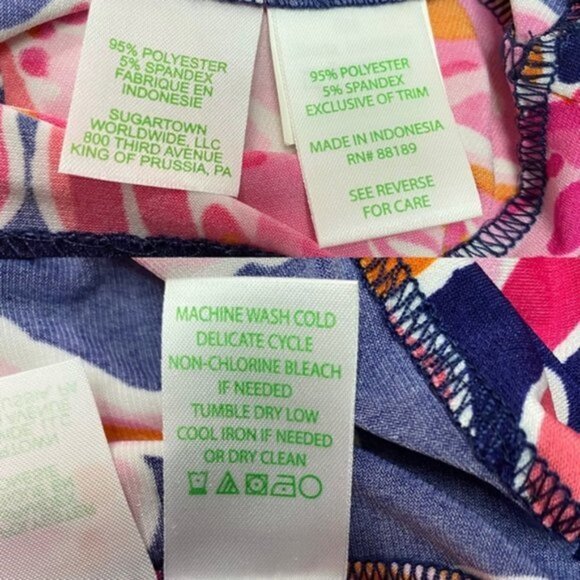 95% POLYESTER
5% SPANDEX
FABRIQUE EN
INDONESIE
SUGARTOWN
WORLDWIDE, LLC
800 THIRD AVENUE
KING OF PRUSSIA, PA
95% POLYESTER
5% SPANDEX
EXCLUSIVE OF TRIM
MADE IN INDONESIA
RN# 88189
SEE REVERSE
FOR CARE
MACHINE WASH COLD
DELICATE CYCLE
NON-CHLORINE BLEACH
IF NEEDED
TUMBLE DRY LOW
COOL IRON IF NEEDED
OR DRY CLEAN